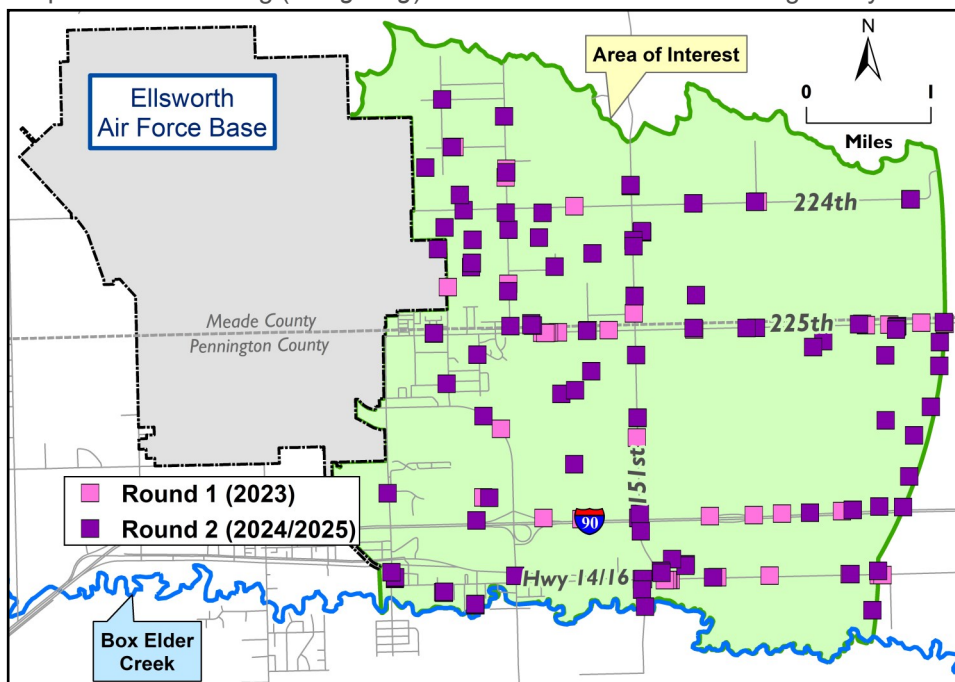 Ellsworth
Air Force Base
Area of Interest
N
0 1
Miles
224th
Meade County
Pennington County
225th
151st
Round 1 (2023)
Round 2 (2024/2025)
90
Hwy 14/16
Box Elder
Creek